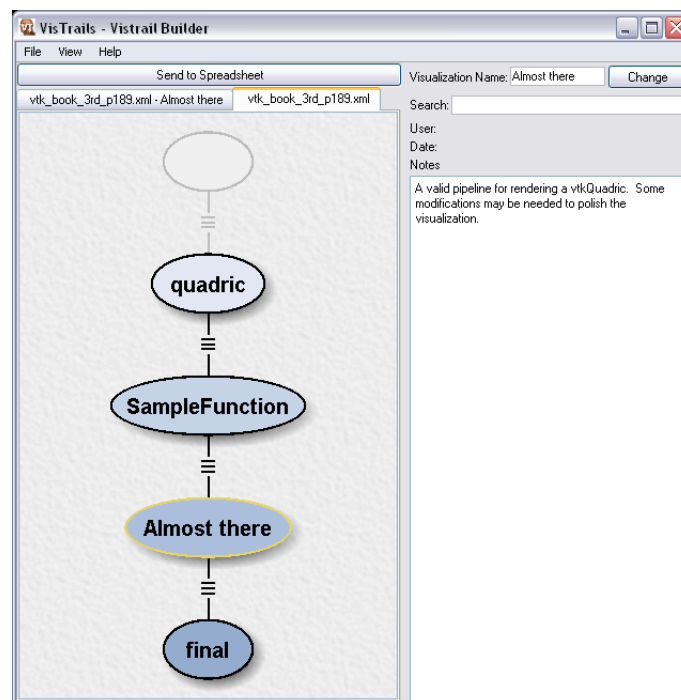 VisTrails - Vistrail Builder
File View Help
Send to Spreadsheet
vtk_book_3rd_p189.xml - Almost there
vtk_book_3rd_p189.xml
quadric
SampleFunction
Almost there
final
Visualization Name: Almost there Change
Search:
User:
Date:
Notes
A valid pipeline for rendering a vtkQuadric. Some
modifications may be needed to polish the
visualization.